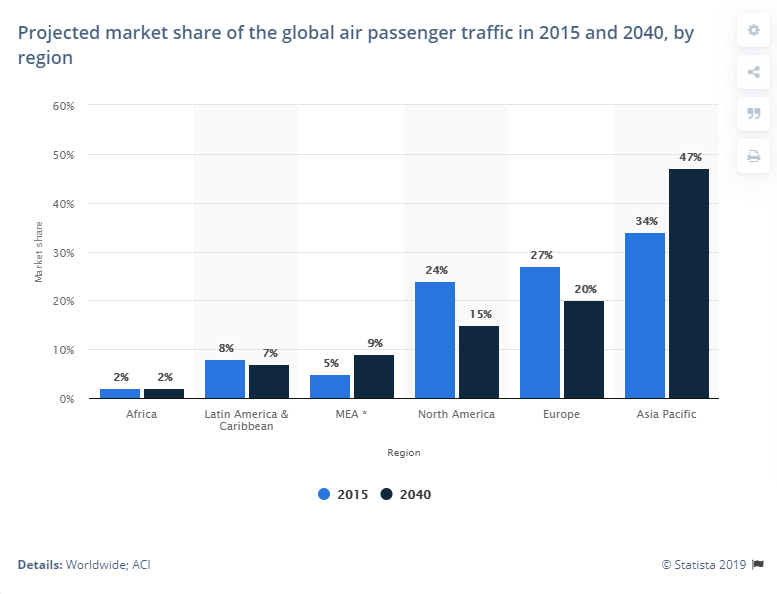 Projected market share of the global air passenger traffic in 2015 and 2040, by
region
60%
50%
40%
30%
20%
10%
0%
Market share
2% 2%
8% 7%
5% 9%
24% 15%
27% 20%
34% 47%
Africa
Latin America &
Caribbean
MEA *
North America
Europe
Asia Pacific
Region
2015 2040
Details: Worldwide; ACI
© Statista 2019